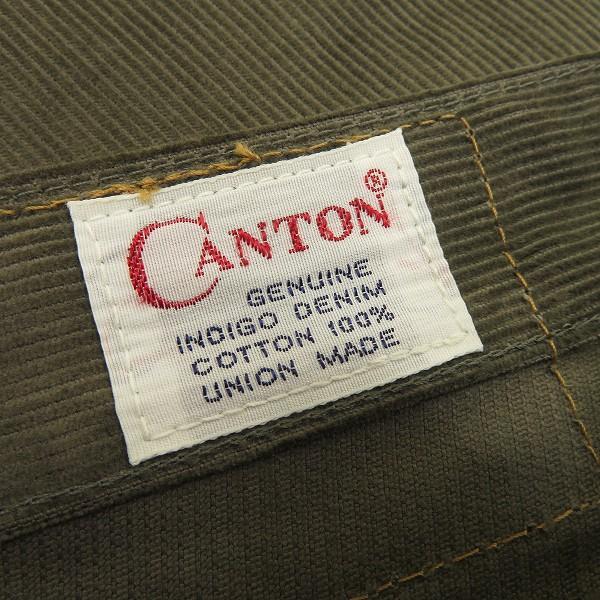 CANTON®
GENUINE
INDIGO DENIM
COTTON 100%
UNION MADE